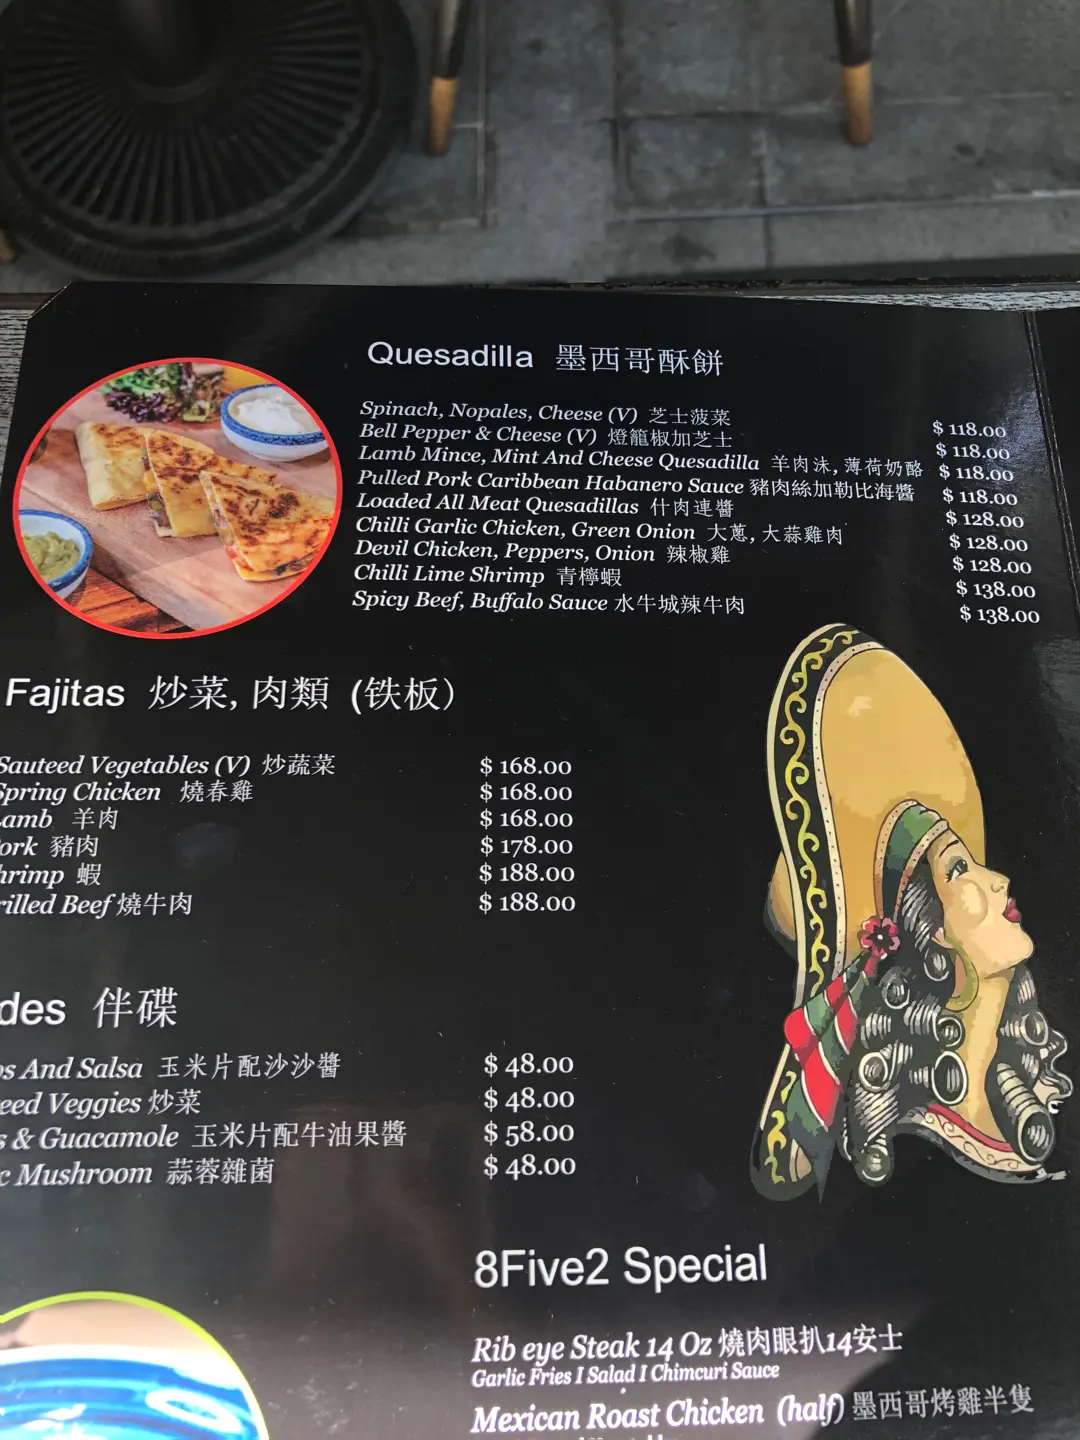 Quesadilla 墨西哥酥餅
Spinach, Nopales, Cheese (V) 芝士菠菜 $ 118.00
Bell Pepper & Cheese (V) 燈籠椒加芝士 $ 118.00
Lamb Mince, Mint And Cheese Quesadilla 羊肉沫, 薄荷奶酪 $ 118.00
Pulled Pork Caribbean Habanero Sauce 豬肉絲加勒比海醬 $ 118.00
Loaded All Meat Quesadillas 什肉連醬 $ 128.00
Chilli Garlic Chicken, Green Onion 大蔥, 大蒜雞肉 $ 128.00
Devil Chicken, Peppers, Onion 辣椒雞 $ 128.00
Chilli Lime Shrimp 青檸蝦 $ 138.00
Spicy Beef, Buffalo Sauce 水牛城辣牛肉 $ 138.00
Fajitas 炒菜, 肉類 (铁板)
Sauteed Vegetables (V) 炒蔬菜 $ 168.00
Spring Chicken 燒春雞 $ 168.00
Lamb 羊肉 $ 168.00
ork 豬肉 $ 178.00
hrimp 蝦 $ 188.00
rilled Beef 燒牛肉 $ 188.00
des 伴碟
os And Salsa 玉米片配沙沙醬 $ 48.00
eed Veggies 炒菜 $ 48.00
s & Guacamole 玉米片配牛油果醬 $ 58.00
c Mushroom 蒜蓉雜菌 $ 48.00
8Five2 Special
Rib eye Steak 14 Oz 燒肉眼扒14安士
Garlic Fries I Salad I Chimcuri Sauce
Mexican Roast Chicken (half) 墨西哥烤雞半隻